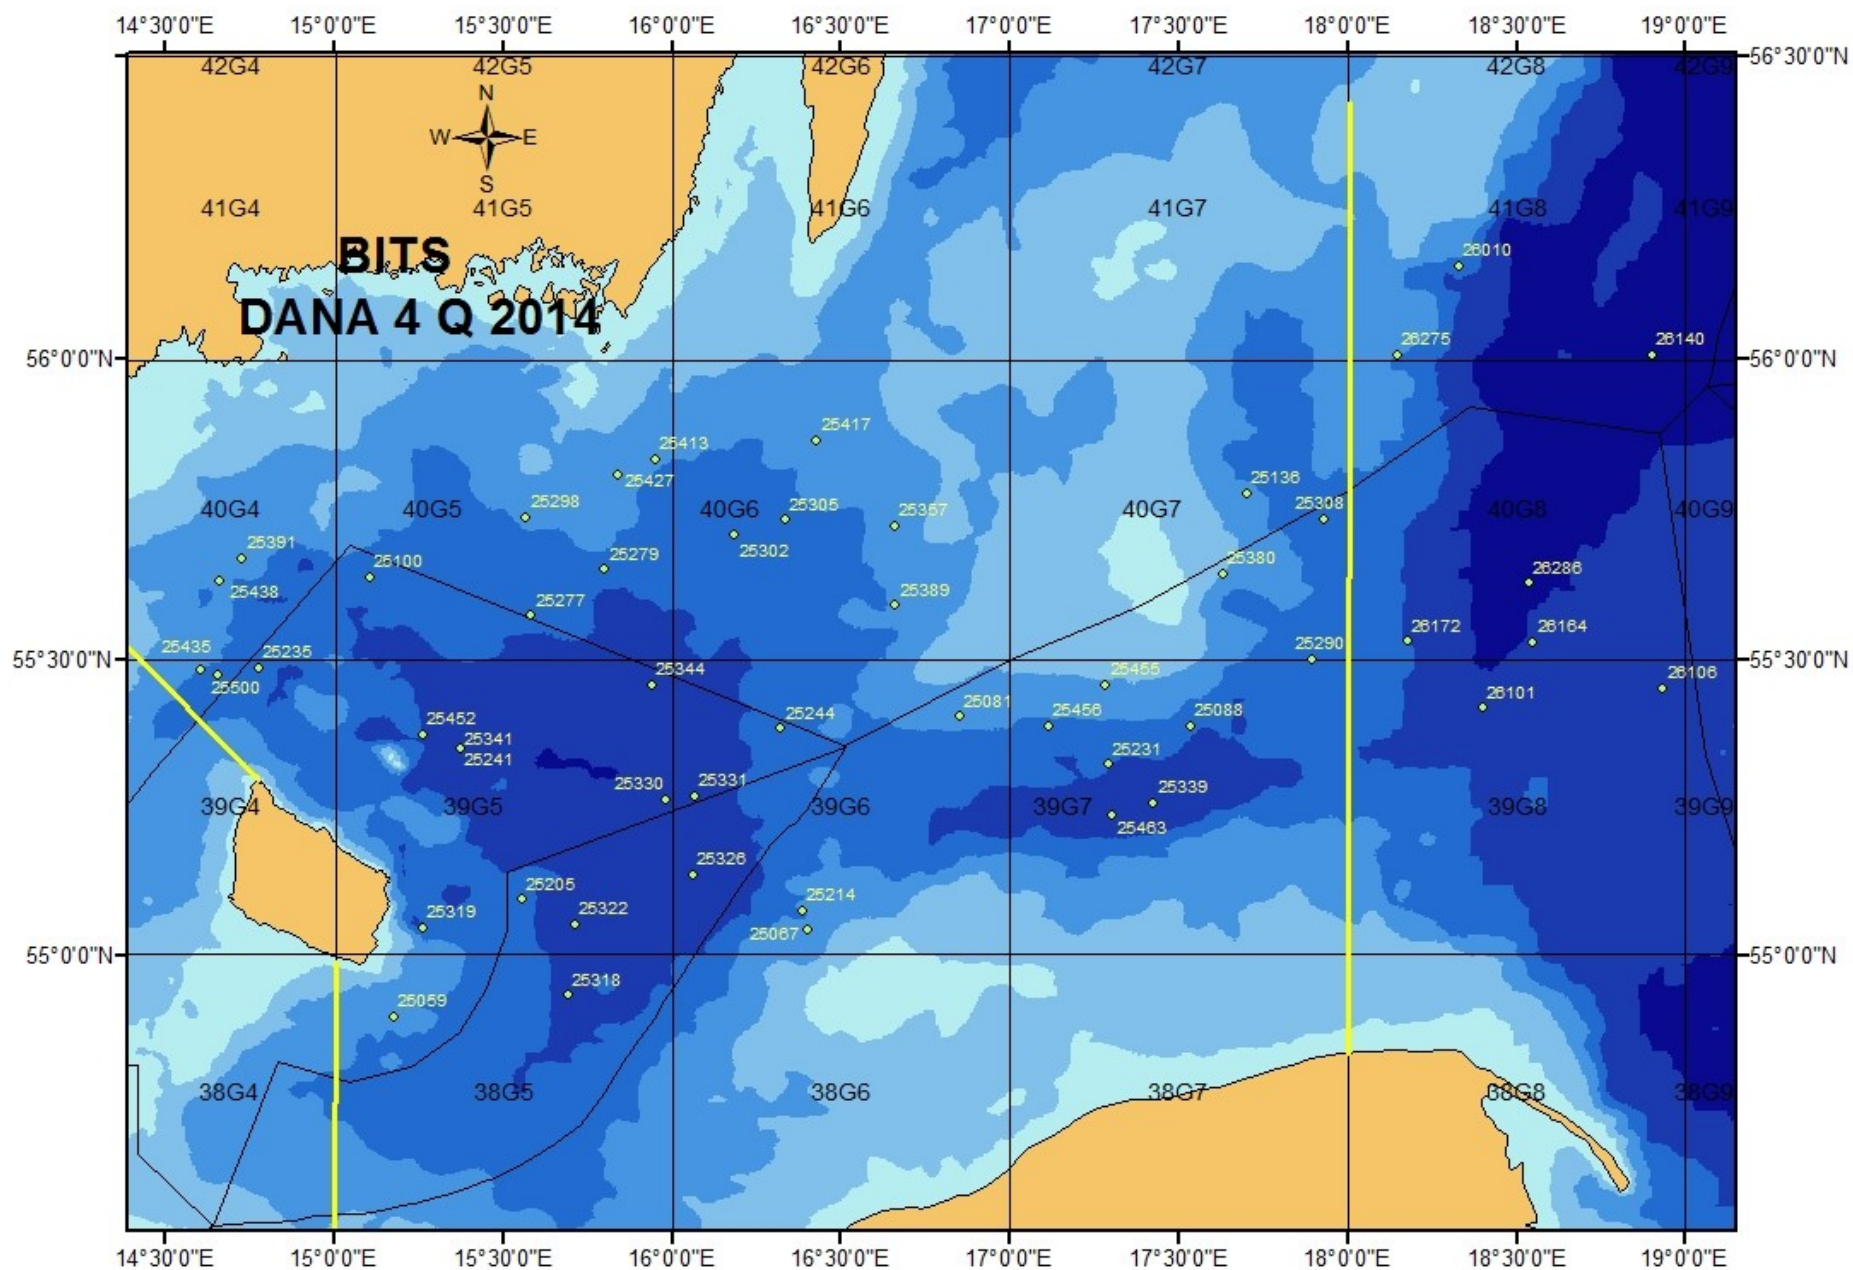 14°30'0"E 15°0'0"E 15°30'0"E 16°0'0"E 16°30'0"E 17°0'0"E 17°30'0"E 18°0'0"E 18°30'0"E 19°0'0"E
56°30'0"N
42G4 42G5 42G6 42G7 42G8 42G9
N
W E
S
41G4 41G5 41G6 41G7 41G8 41G9
BITS
26010
DANA 4 Q 2014
56°0'0"N 26275 26140 56°0'0"N
25417
25413
25427
25136
25298 25305 25357 25308
40G4 40G5 40G6 40G7 40G8 40G9
25391 25302
25100 25279 25380
25438 26286
25277 25389
25435 25235 25290 26172 26164
55°30'0"N 55°30'0"N
25344 25455 26106
25500
25081 26101
25452 25244 25456 25088
25341
25241 25231
25330 25331 25339
39G4 39G5 39G6 39G7 39G8 39G9
25463
25326
25205 25214
25319 25322
25067
55°0'0"N 55°0'0"N
25318
25059
38G4 38G5 38G6 38G7 38G8 38G9
14°30'0"E 15°0'0"E 15°30'0"E 16°0'0"E 16°30'0"E 17°0'0"E 17°30'0"E 18°0'0"E 18°30'0"E 19°0'0"E